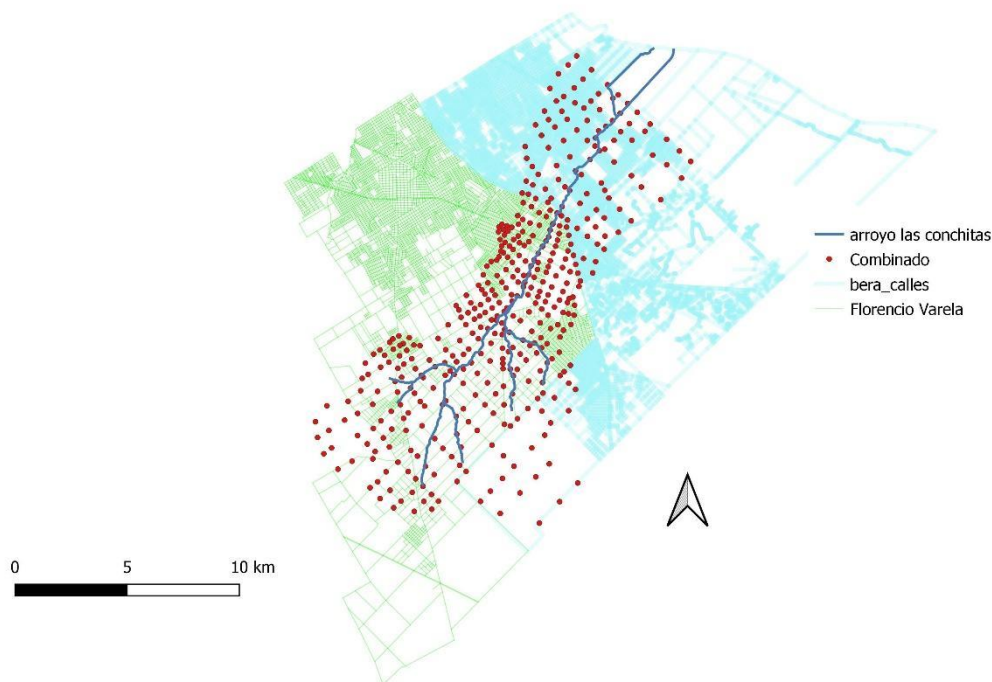 arroyo las conchitas
Combinado
bera_calles
Florencio Varela
0 5 10 km